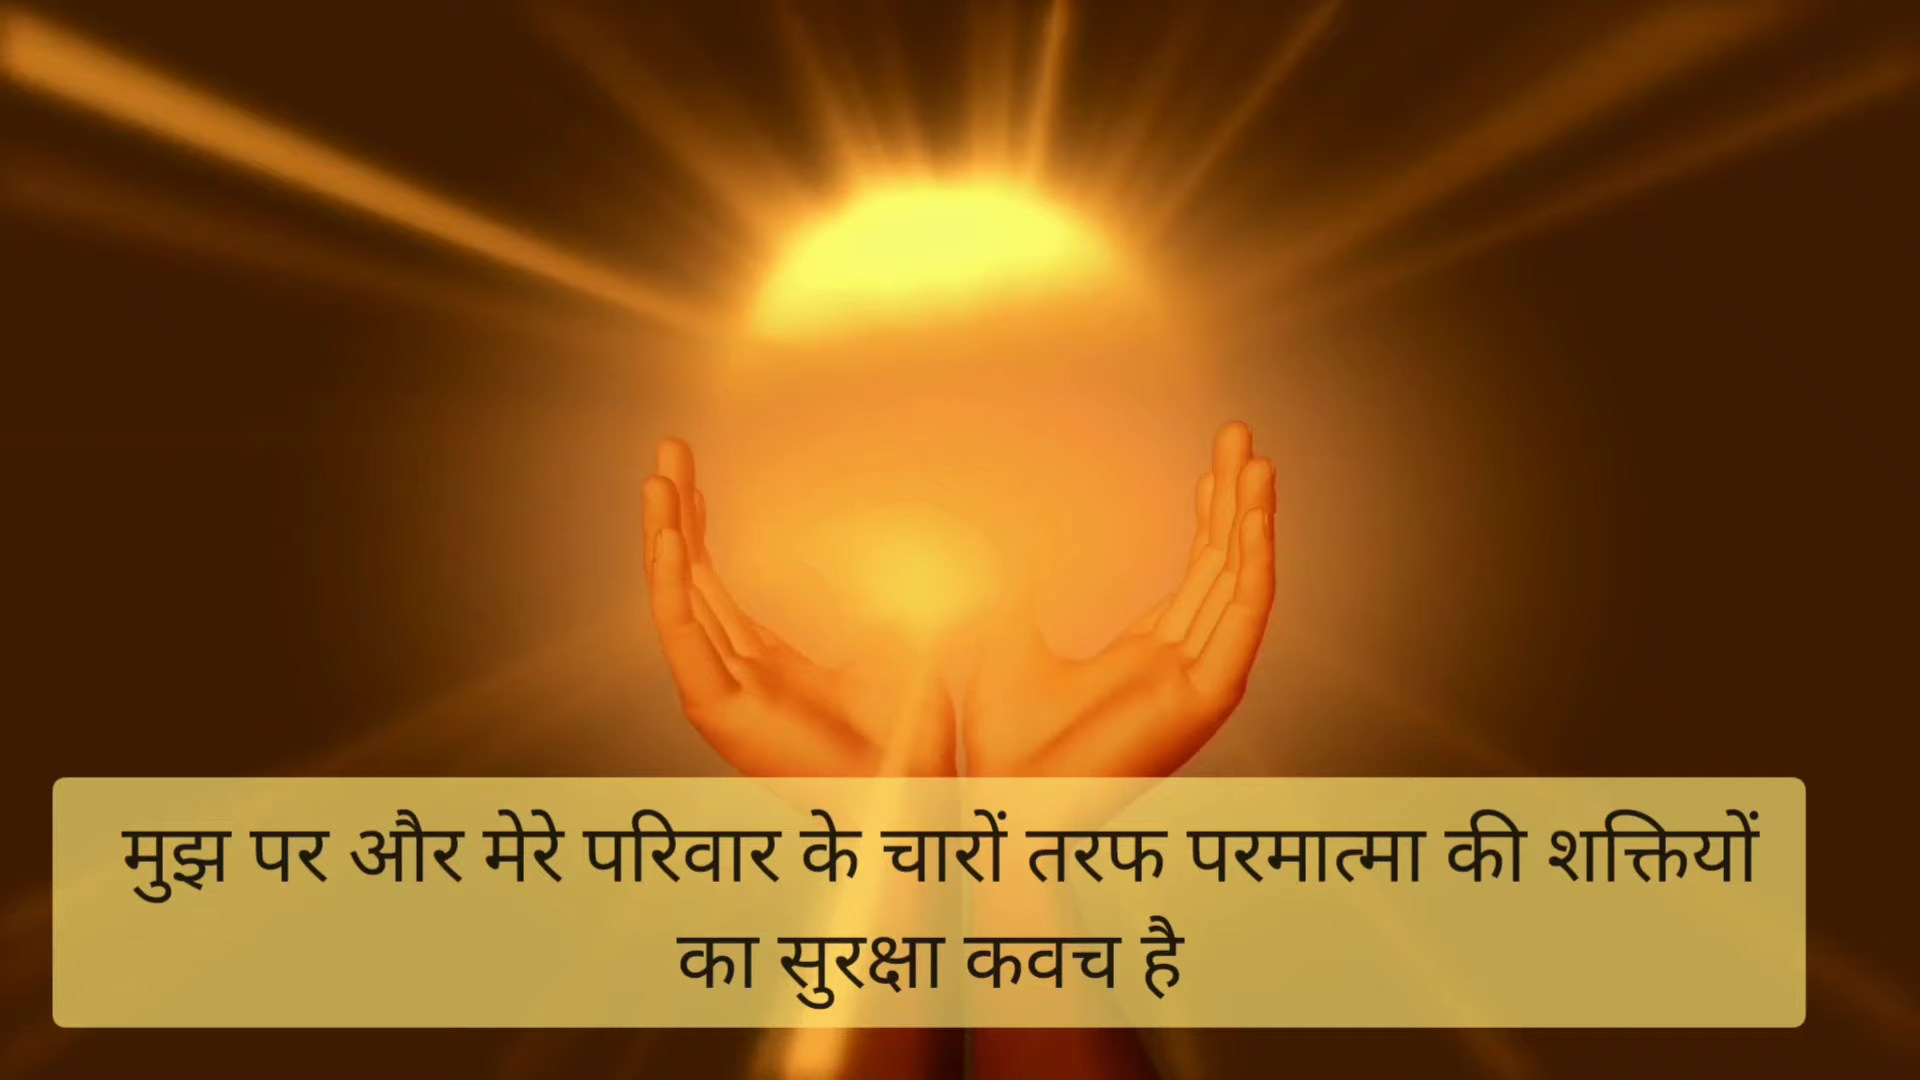 मुझ पर और मेरे परिवार के चारों तरफ परमात्मा की शक्तियों
का सुरक्षा कवच है